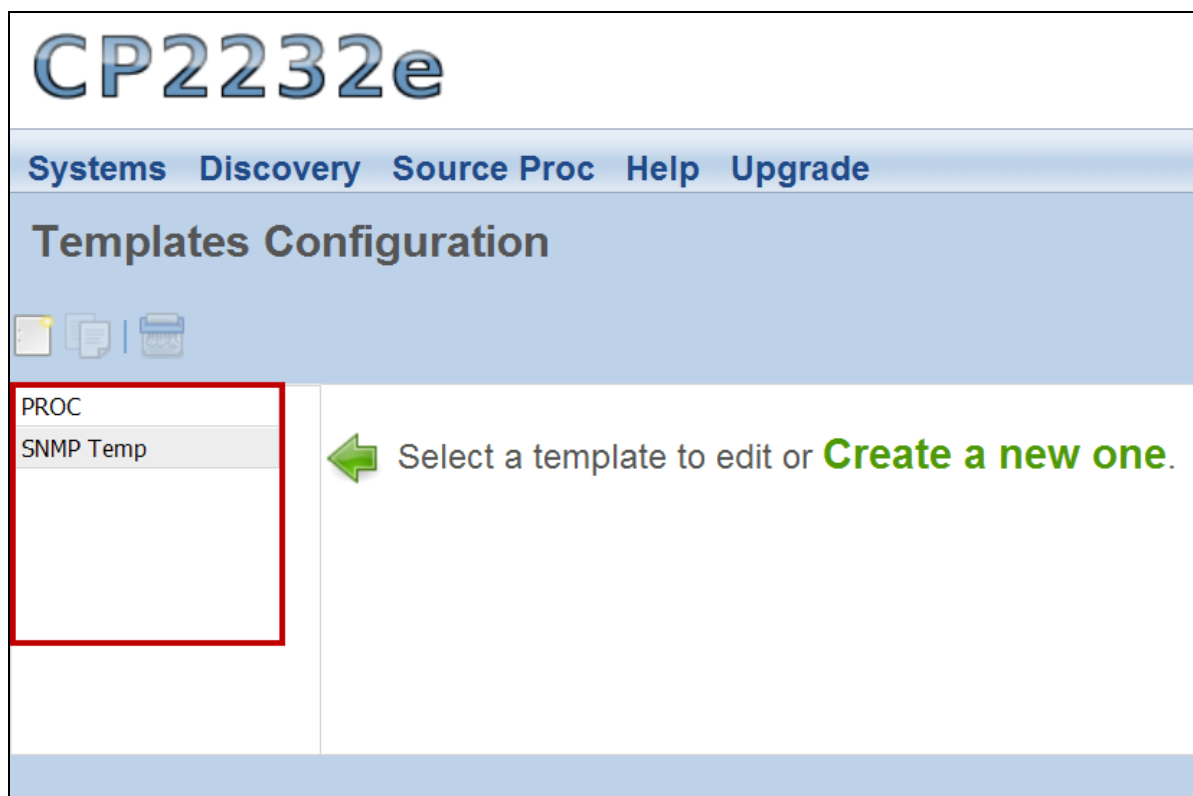 CP2232e
Systems Discovery Source Proc Help Upgrade
Templates Configuration
PROC
SNMP Temp
Select a template to edit or Create a new one.